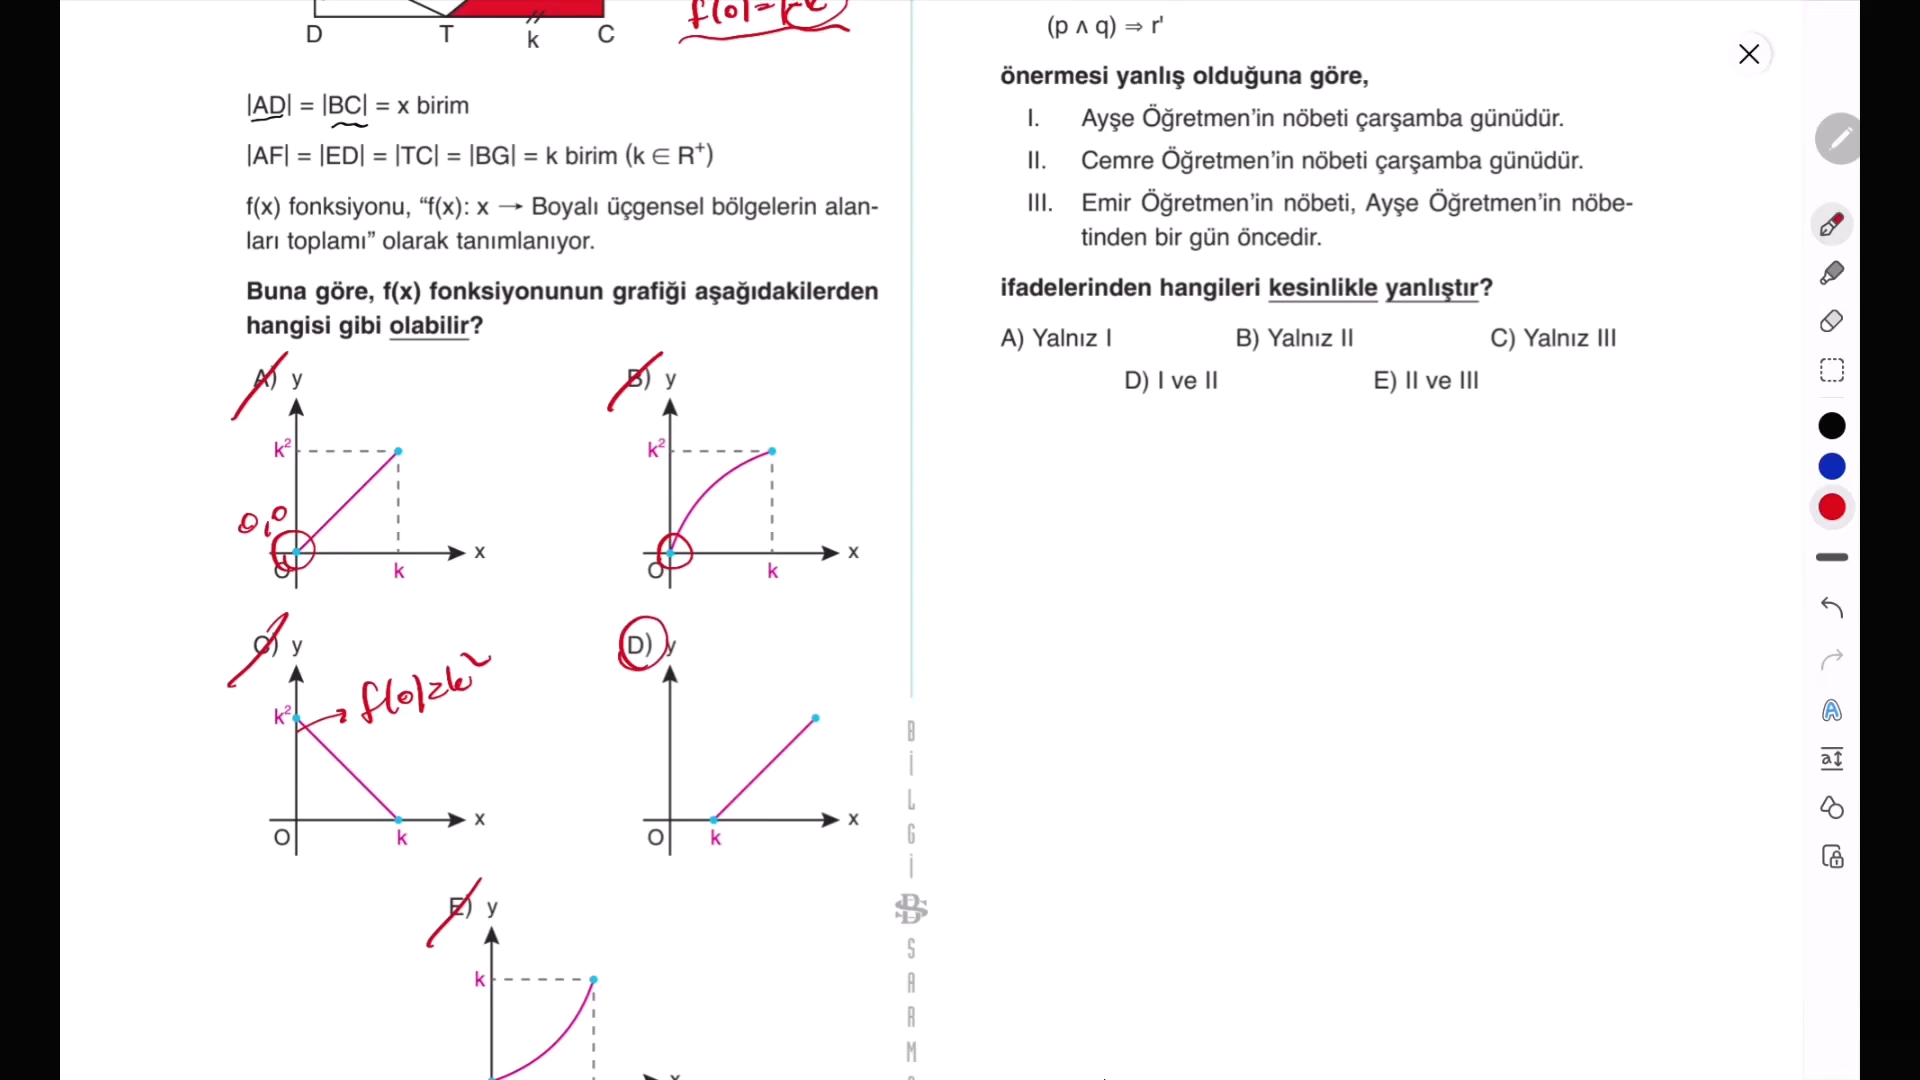 f(0)=
D T k C
|AD| = |BC| = x birim
|AF| = |ED| = |TC| = |BG| = k birim (k ∈ R⁺)
f(x) fonksiyonu, “f(x): x → Boyalı üçgensel bölgelerin alan-
ları toplamı” olarak tanımlanıyor.
Buna göre, f(x) fonksiyonunun grafiği aşağıdakilerden
hangisi gibi olabilir?
A) y
k²
0,0
O k x
B) y
k²
O k x
C) y
k²
f(0)=k²
O k x
D) y
O k x
E) y
k
x
BİLGİ
SARM
(p ∧ q) ⇒ r'
önermesi yanlış olduğuna göre,
I. Ayşe Öğretmen’in nöbeti çarşamba günüdür.
II. Cemre Öğretmen’in nöbeti çarşamba günüdür.
III. Emir Öğretmen’in nöbeti, Ayşe Öğretmen’in nöbe-
tinden bir gün öncedir.
ifadelerinden hangileri kesinlikle yanlıştır?
A) Yalnız I B) Yalnız II C) Yalnız III
D) I ve II E) II ve III